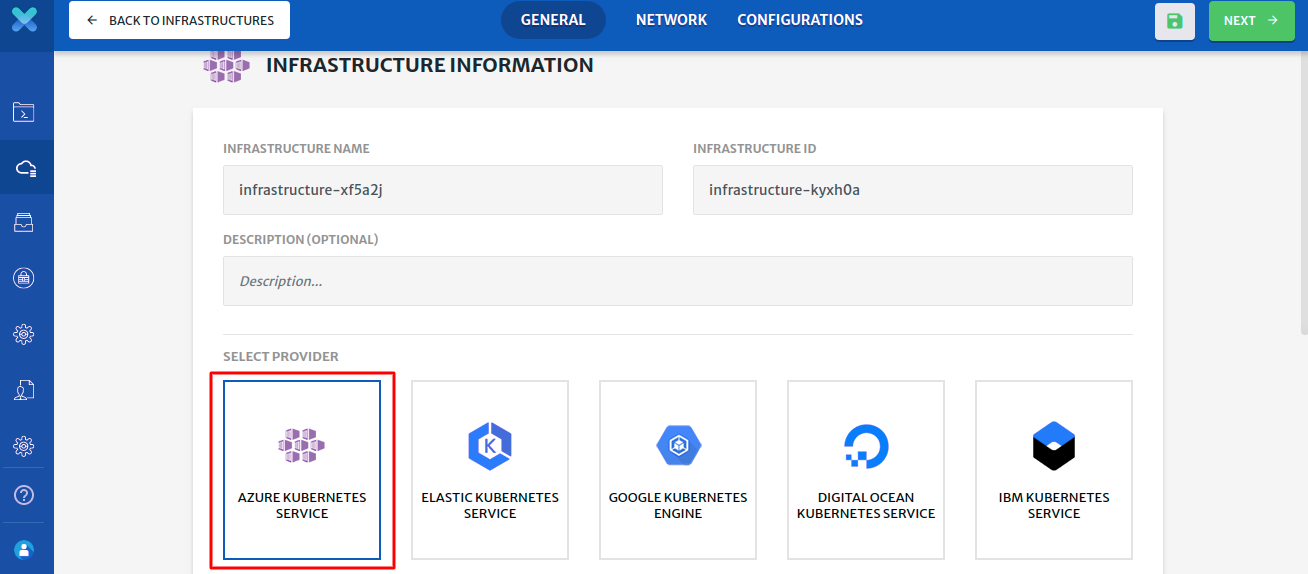 BACK TO INFRASTRUCTURES
GENERAL
NETWORK
CONFIGURATIONS
NEXT
INFRASTRUCTURE INFORMATION
INFRASTRUCTURE NAME
INFRASTRUCTURE ID
infrastructure-xf5a2j
infrastructure-kyxh0a
DESCRIPTION (OPTIONAL)
Description...
SELECT PROVIDER
K
AZURE KUBERNETES
SERVICE
ELASTIC KUBERNETES
SERVICE
GOOGLE KUBERNETES
ENGINE
DIGITAL OCEAN
KUBERNETES SERVICE
IBM KUBERNETES
SERVICE
?